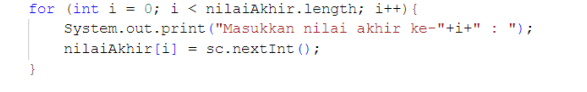 for (int i = 0; i < nilaiAkhir.length; i++){
    System.out.print("Masukkan nilai akhir ke-"+i+" : ");
    nilaiAkhir[i] = sc.nextInt();
}